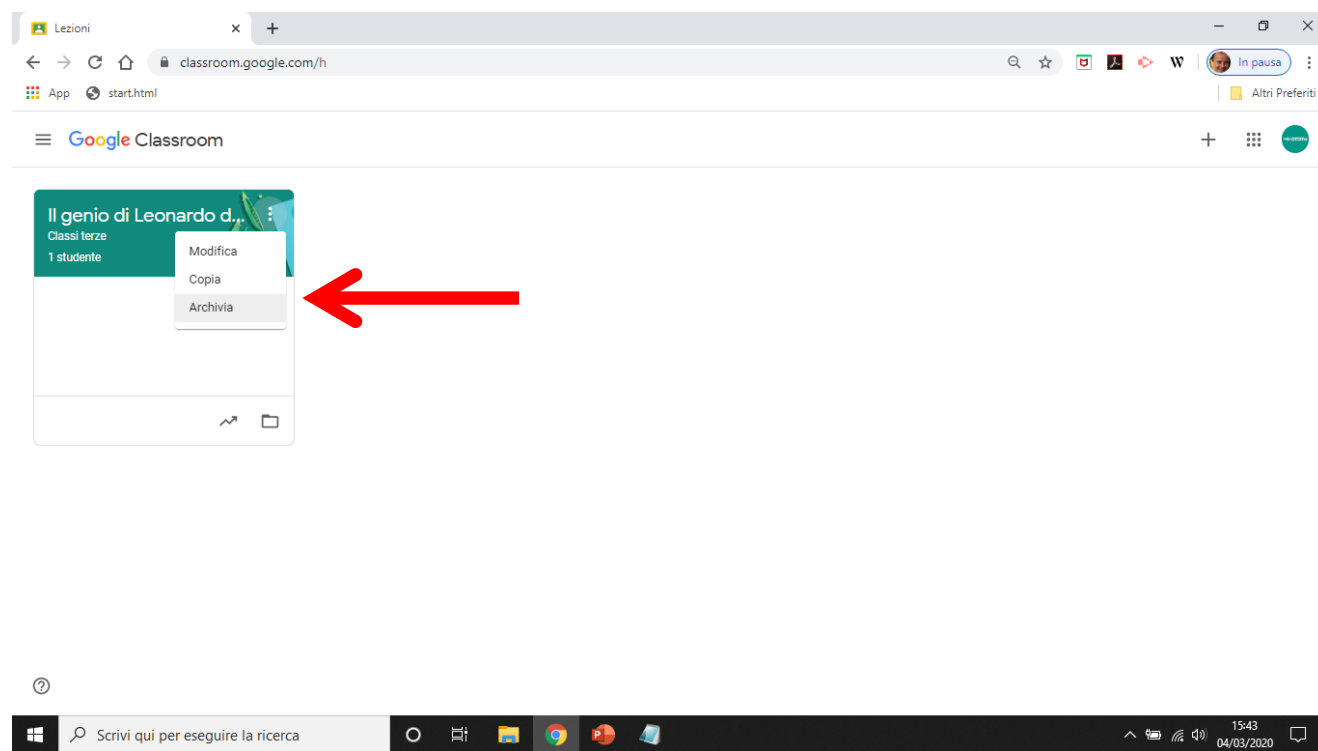 Lezioni
classroom.google.com/h
In pausa
App
start.html
Altri Preferiti
Google Classroom
Il genio di Leonardo d...
Classi terze
1 studente
Modifica
Copia
Archivia
Scrivi qui per eseguire la ricerca
15:43
04/03/2020